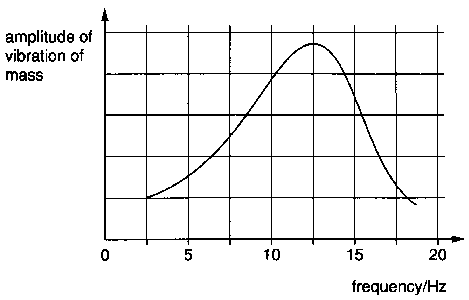 amplitude of
vibration of
mass
0 5 10 15 20
frequency/Hz